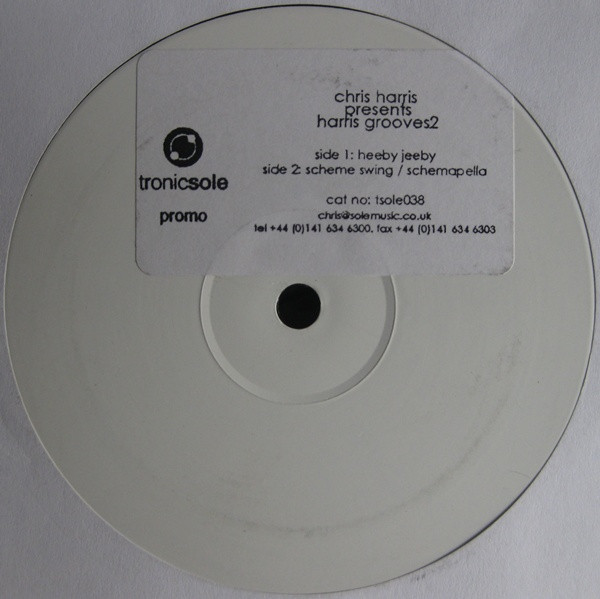 chris harris
presents
harris grooves2
side 1: heeby jeeby
side 2: scheme swing / schemapella
tronicsole
promo
cat no: tsole038
chris@solemusic.co.uk
tel +44 (0)141 634 6300. fax +44 (0)141 634 6303